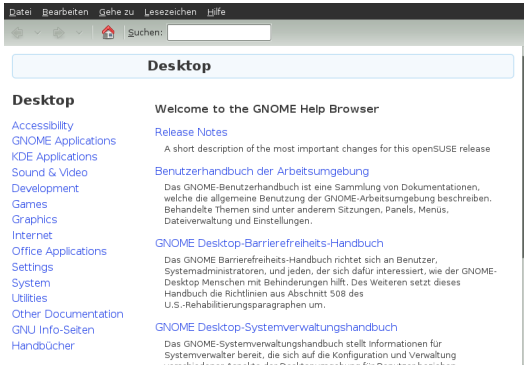 Datei Bearbeiten Gehe zu Lesezeichen Hilfe
Suchen:
Desktop
Desktop
Accessibility
GNOME Applications
KDE Applications
Sound & Video
Development
Games
Graphics
Internet
Office Applications
Settings
System
Utilities
Other Documentation
GNU Info-Seiten
Handbücher
Welcome to the GNOME Help Browser
Release Notes
A short description of the most important changes for this openSUSE release
Benutzerhandbuch der Arbeitsumgebung
Das GNOME-Benutzerhandbuch ist eine Sammlung von Dokumentationen,
welche die allgemeine Benutzung der GNOME-Arbeitsumgebung beschreiben.
Behandelte Themen sind unter anderem Sitzungen, Panels, Menüs,
Dateiverwaltung und Einstellungen.
GNOME Desktop-Barrierefreiheits-Handbuch
Das GNOME Barrierefreiheits-Handbuch richtet sich an Benutzer,
Systemadministratoren, und jeden, der sich dafür interessiert, wie der GNOME-
Desktop Menschen mit Behinderungen hilft. Des Weiteren setzt dieses
Handbuch die Richtlinien aus Abschnitt 508 des
U.S.-Rehabilitierungsparagraphen um.
GNOME Desktop-Systemverwaltungshandbuch
Das GNOME-Systemverwaltungshandbuch stellt Informationen für
Systemverwalter bereit, die sich auf die Konfiguration und Verwaltung